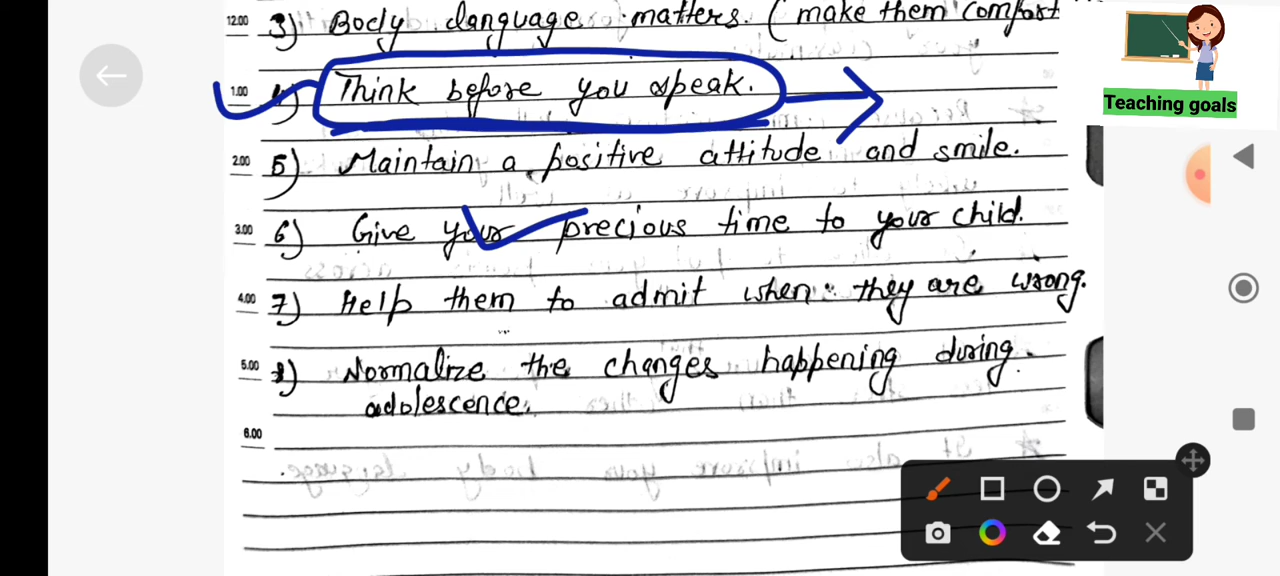 12.00 3) Body language matters. (make them comfort
Teaching goals
1.00 4) Think before you speak.
2.00 5) Maintain a positive attitude and smile.
3.00 6) Give your precious time to your child.
4.00 7) Help them to admit when they are wrong.
5.00 8) Normalize the changes happening during
adolescence.
6.00